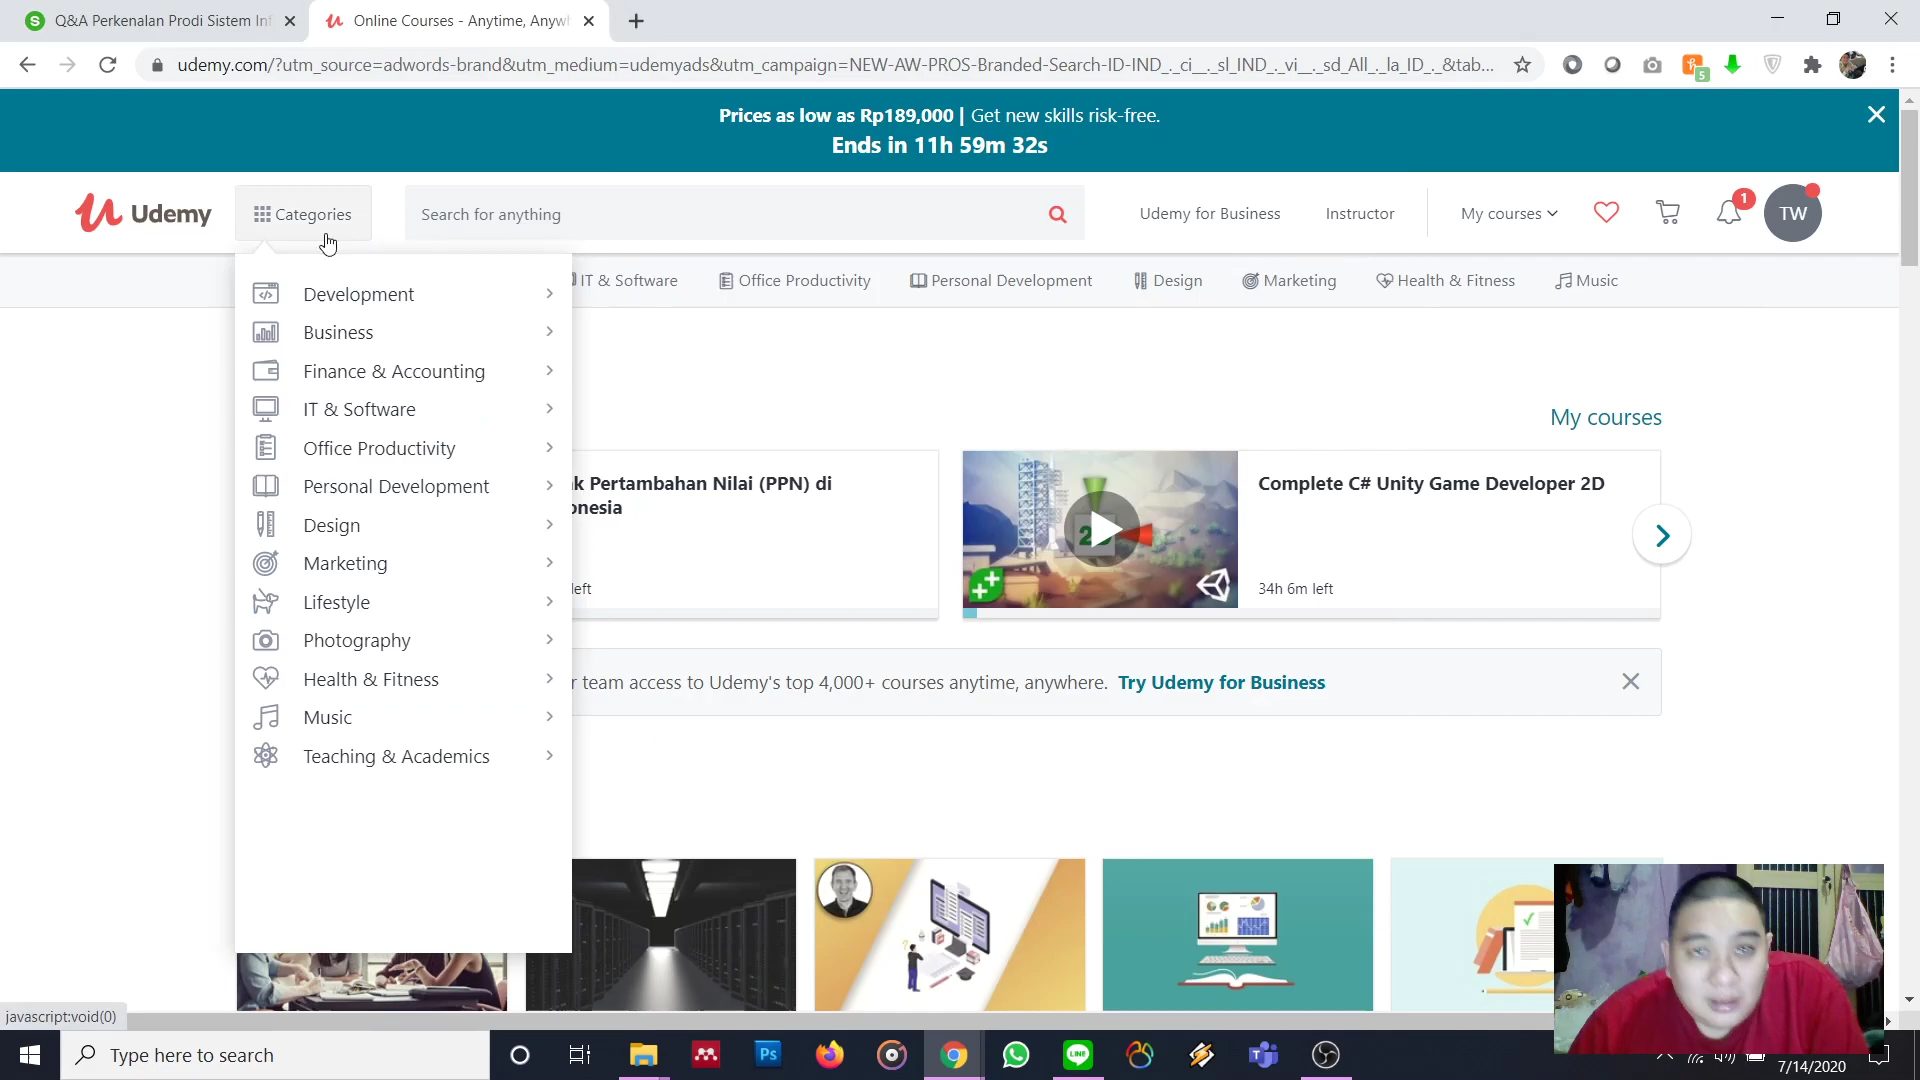 Q&A Perkenalan Prodi Sistem Inf
Online Courses - Anytime, Anywh
udemy.com/?utm_source=adwords-brand&utm_medium=udemyads&utm_campaign=NEW-AW-PROS-Branded-Search-ID-IND_._ci__._sl_IND_._vi__._sd_All_._la_ID_._&tab...
5
Prices as low as Rp189,000 | Get new skills risk-free.
Ends in 11h 59m 32s
Udemy
Categories
Search for anything
Udemy for Business
Instructor
My courses
1
TW
IT & Software
Office Productivity
Personal Development
Design
Marketing
Health & Fitness
Music
Development
Business
Finance & Accounting
IT & Software
Office Productivity
Personal Development
Design
Marketing
Lifestyle
Photography
Health & Fitness
Music
Teaching & Academics
My courses
k Pertambahan Nilai (PPN) di
onesia
left
Complete C# Unity Game Developer 2D
34h 6m left
r team access to Udemy's top 4,000+ courses anytime, anywhere. Try Udemy for Business
javascript:void(0)
Type here to search
Ps
LINE
7/14/2020